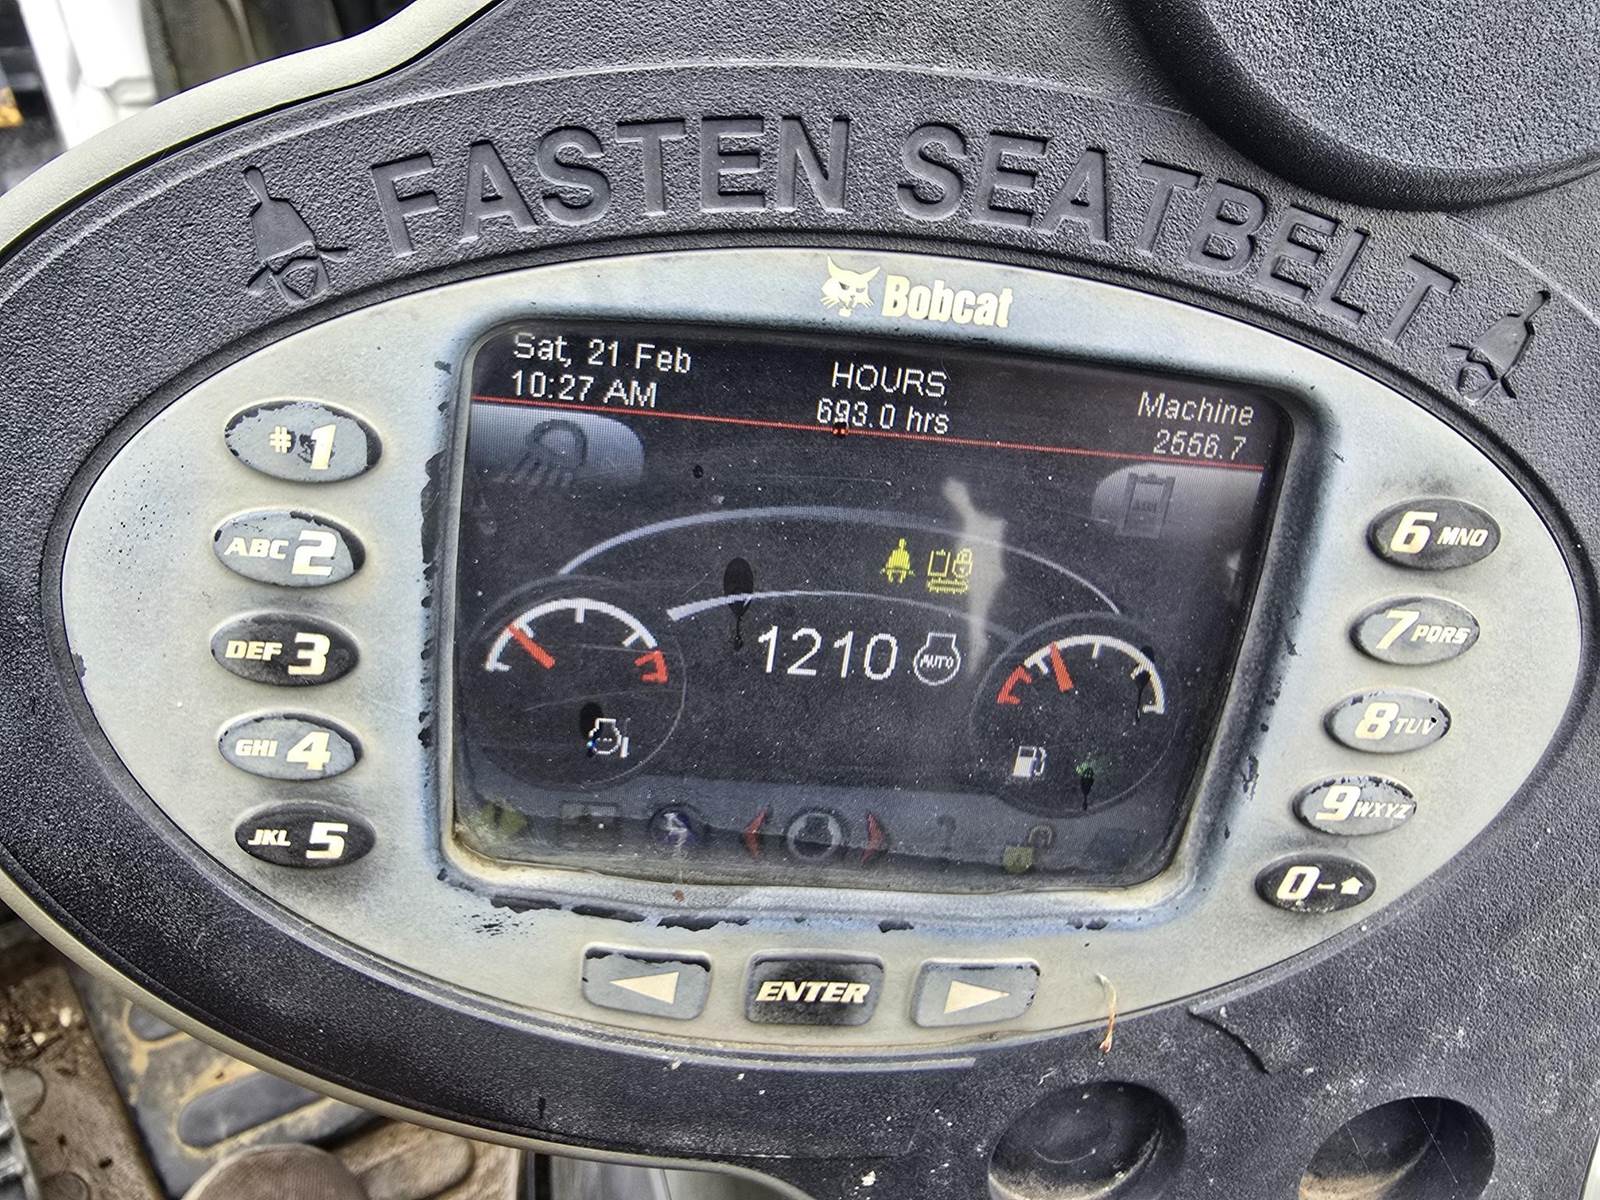 FASTEN SEATBELT
Bobcat
Sat, 21 Feb
10:27 AM
HOURS
693.0 hrs
Machine
2556.7
#1
ABC 2
DEF 3
GHI 4
JKL 5
6 MNO
7 PQRS
8 TUV
9 WXYZ
0-
1210
AUTO
ENTER